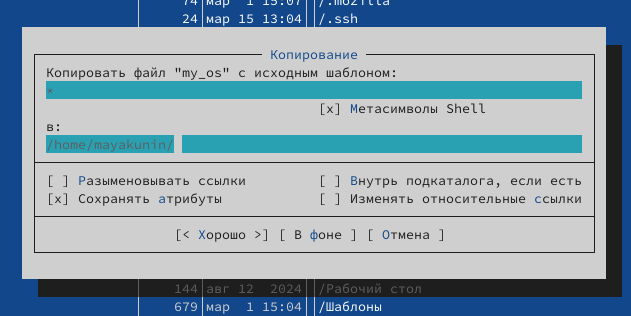 74 мар  1 15:07 /.mozilla
24 мар 15 13:04 /.ssh
Копирование
Копировать файл "my_os" с исходным шаблоном:
*
[x] Метасимволы Shell
в:
/home/mayakunin/
[ ] Разыменовывать ссылки [ ] Внутрь подкаталога, если есть
[x] Сохранять атрибуты [ ] Изменять относительные ссылки
[< Хорошо >] [ В фоне ] [ Отмена ]
144 авг 12  2024 /Рабочий стол
679 мар  1 15:04 /Шаблоны